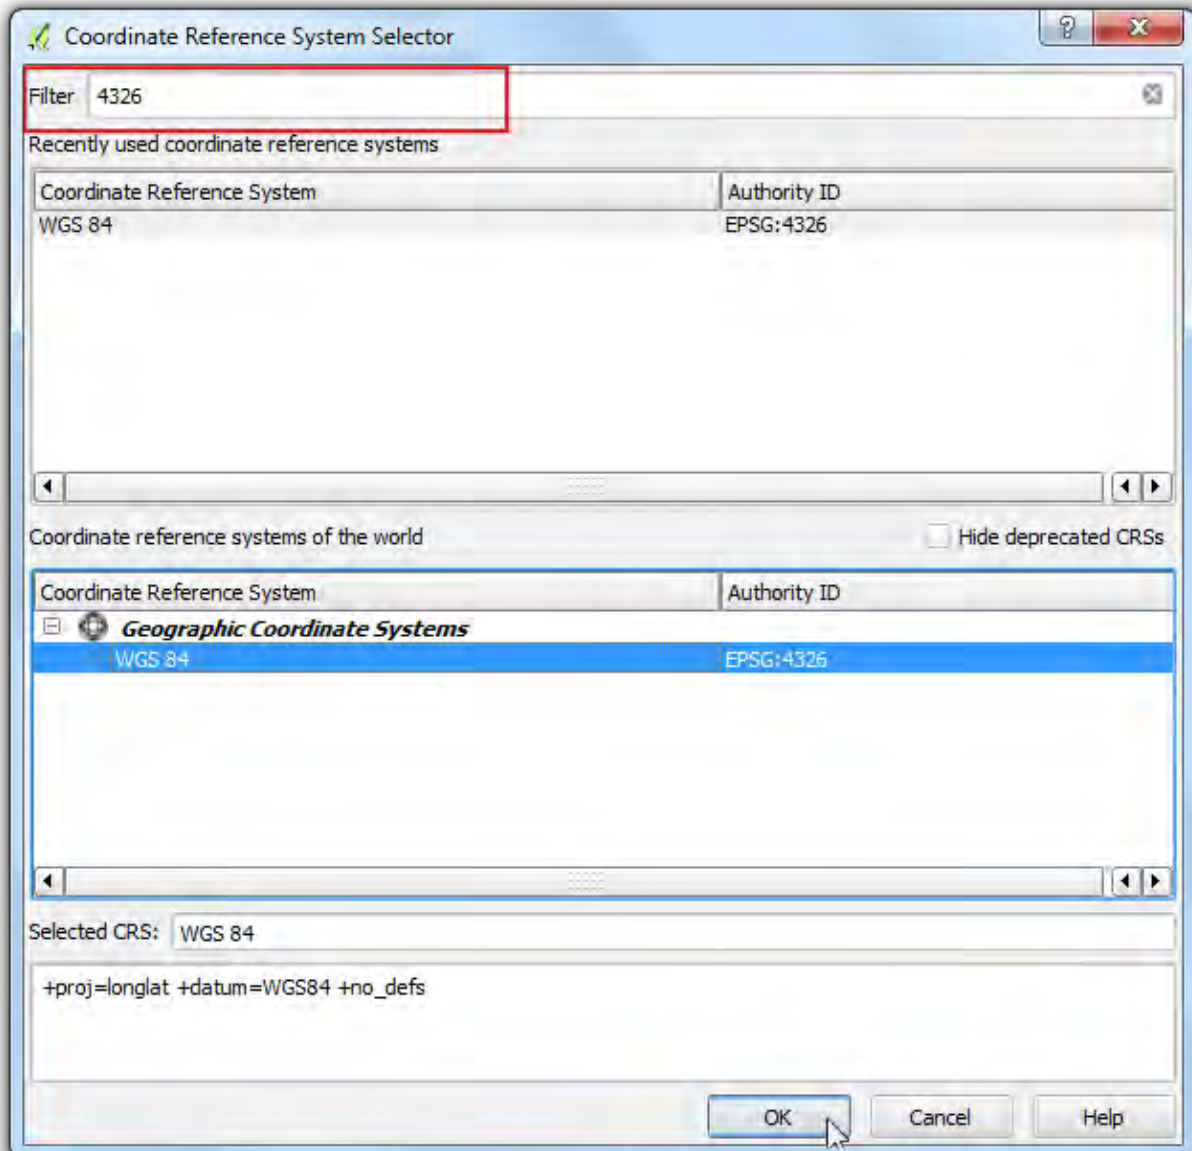 Coordinate Reference System Selector
Filter 4326
Recently used coordinate reference systems
Coordinate Reference System Authority ID
WGS 84 EPSG:4326
Coordinate reference systems of the world Hide deprecated CRSs
Coordinate Reference System Authority ID
Geographic Coordinate Systems
WGS 84 EPSG:4326
Selected CRS: WGS 84
+proj=longlat +datum=WGS84 +no_defs
OK Cancel Help